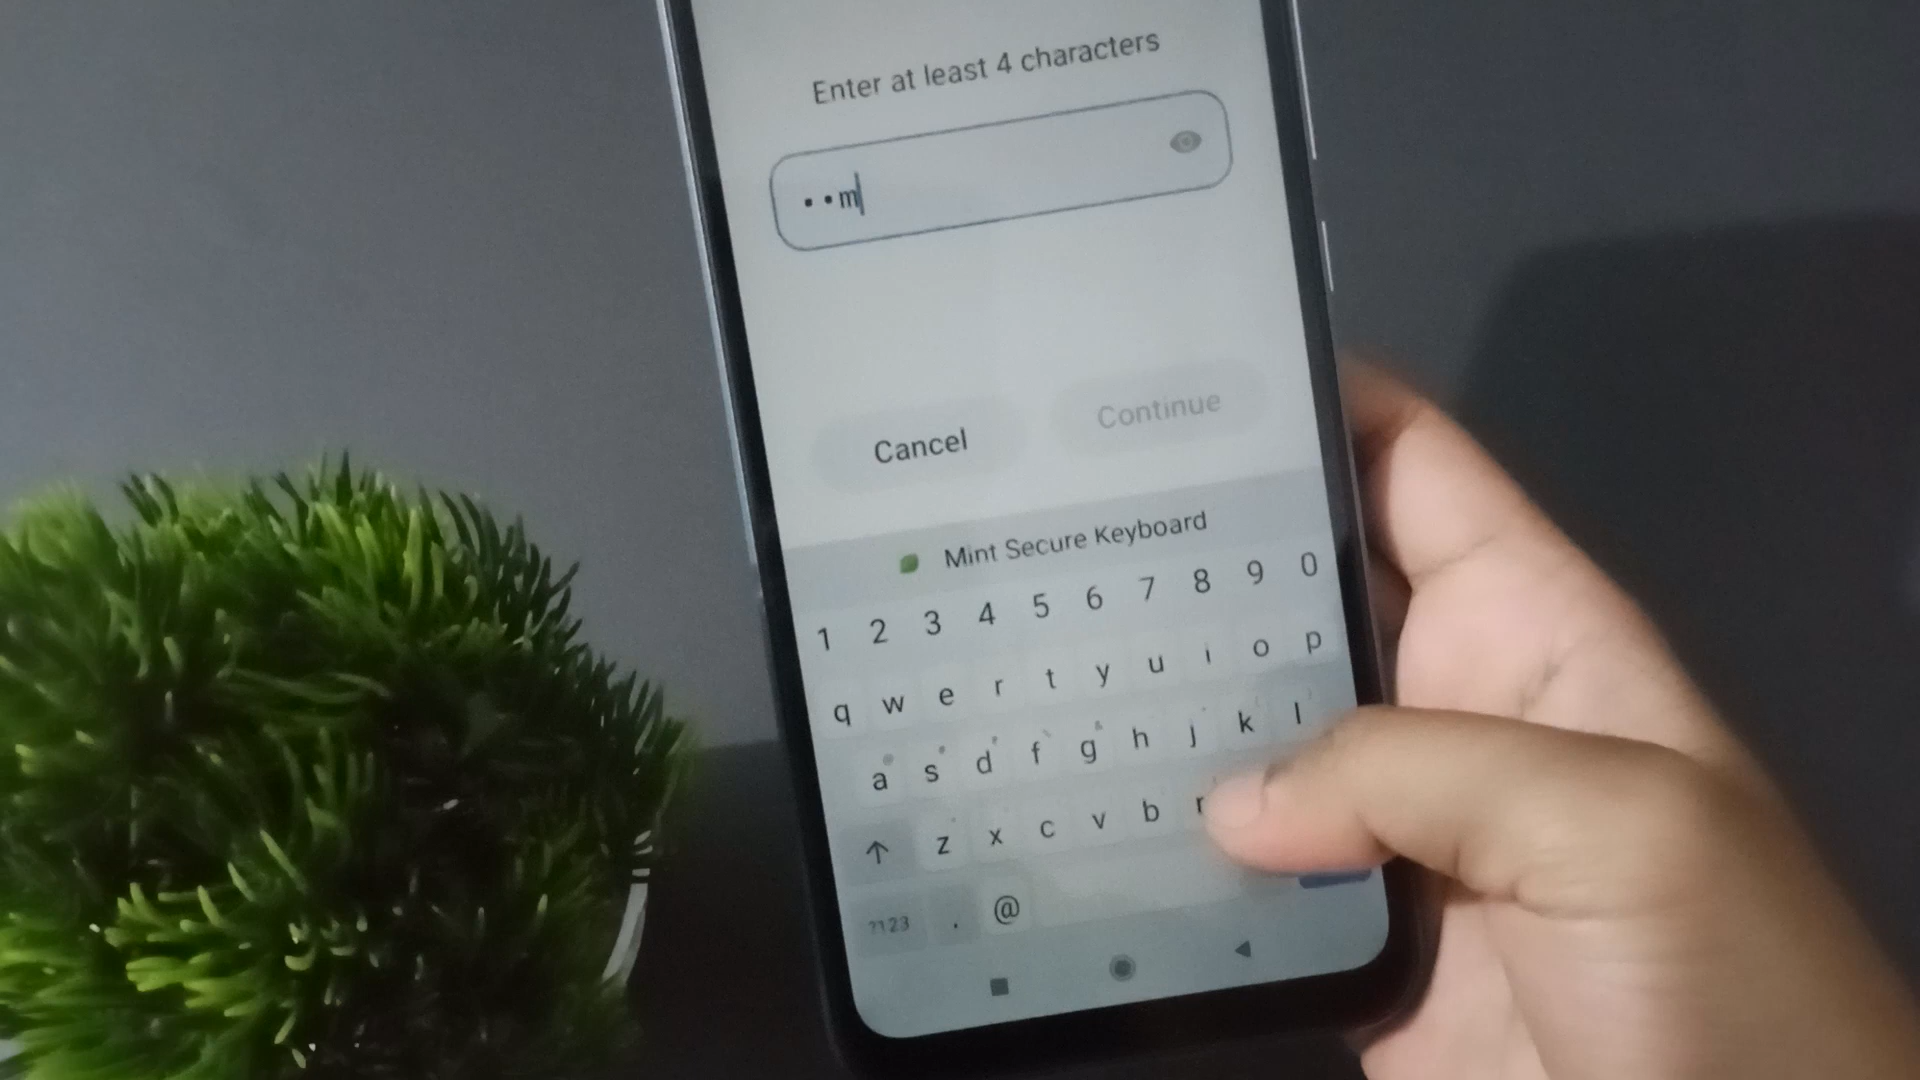 Enter at least 4 characters
••m
Cancel
Continue
Mint Secure Keyboard
1 2 3 4 5 6 7 8 9 0
q w e r t y u i o p
a s d f g h j k l
z x c v b
?123 . @